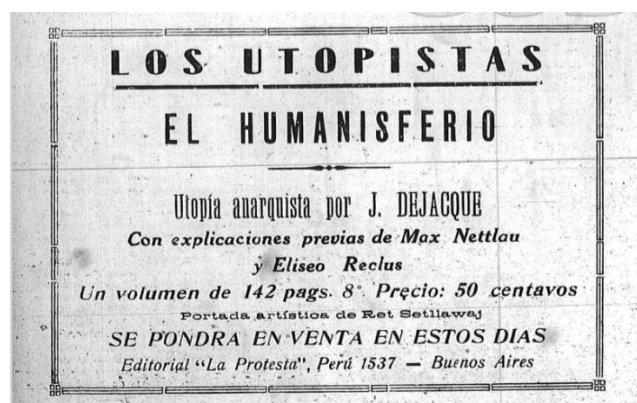 LOS UTOPISTAS
EL HUMANISFERIO
Utopía anarquista por J. DEJACQUE
Con explicaciones previas de Max Nettlau
y Eliseo Reclus
Un volumen de 142 pags. 8° Precio: 50 centavos
Portada artística de Ret Setllawaj
SE PONDRA EN VENTA EN ESTOS DIAS
Editorial "La Protesta", Perú 1537 — Buenos Aires